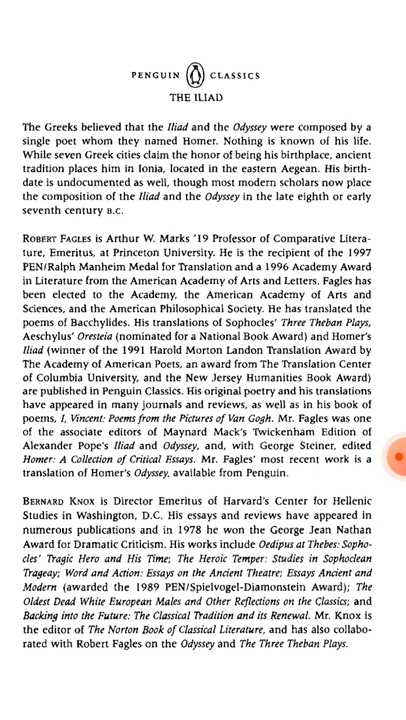 PENGUIN CLASSICS
THE ILIAD
The Greeks believed that the Iliad and the Odyssey were composed by a
single poet whom they named Homer. Nothing is known of his life.
While seven Greek cities claim the honor of being his birthplace, ancient
tradition places him in Ionia, located in the eastern Aegean. His birth-
date is undocumented as well, though most modern scholars now place
the composition of the Iliad and the Odyssey in the late eighth or early
seventh century B.C.
ROBERT FAGLES is Arthur W. Marks '19 Professor of Comparative Litera-
ture, Emeritus, at Princeton University. He is the recipient of the 1997
PEN/Ralph Manheim Medal for Translation and a 1996 Academy Award
in Literature from the American Academy of Arts and Letters. Fagles has
been elected to the Academy, the American Academy of Arts and
Sciences, and the American Philosophical Society. He has translated the
poems of Bacchylides. His translations of Sophocles' Three Theban Plays,
Aeschylus' Oresteia (nominated for a National Book Award) and Homer's
Iliad (winner of the 1991 Harold Morton Landon Translation Award by
The Academy of American Poets, an award from The Translation Center
of Columbia University, and the New Jersey Humanities Book Award)
are published in Penguin Classics. His original poetry and his translations
have appeared in many journals and reviews, as well as in his book of
poems, I, Vincent: Poems from the Pictures of Van Gogh. Mr. Fagles was one
of the associate editors of Maynard Mack's Twickenham Edition of
Alexander Pope's Iliad and Odyssey, and, with George Steiner, edited
Homer: A Collection of Critical Essays. Mr. Fagles' most recent work is a
translation of Homer's Odyssey, available from Penguin.
BERNARD KNOX is Director Emeritus of Harvard's Center for Hellenic
Studies in Washington, D.C. His essays and reviews have appeared in
numerous publications and in 1978 he won the George Jean Nathan
Award for Dramatic Criticism. His works include Oedipus at Thebes: Sopho-
cles' Tragic Hero and His Time; The Heroic Temper: Studies in Sophoclean
Trageay; Word and Action: Essays on the Ancient Theatre; Essays Ancient and
Modern (awarded the 1989 PEN/Spielvogel-Diamonstein Award); The
Oldest Dead White European Males and Other Reflections on the Classics; and
Backing into the Future: The Classical Tradition and its Renewal. Mr. Knox is
the editor of The Norton Book of Classical Literature, and has also collabo-
rated with Robert Fagles on the Odyssey and The Three Theban Plays.